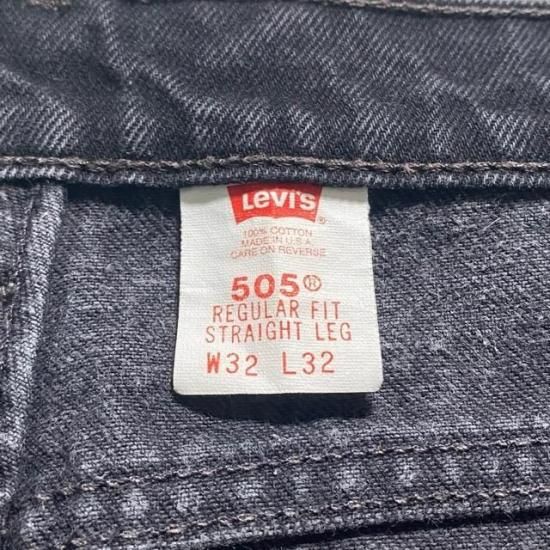 Levi's®
100% COTTON
MADE IN U.S.A.
CARE ON REVERSE
505®
REGULAR FIT
STRAIGHT LEG
W32 L32